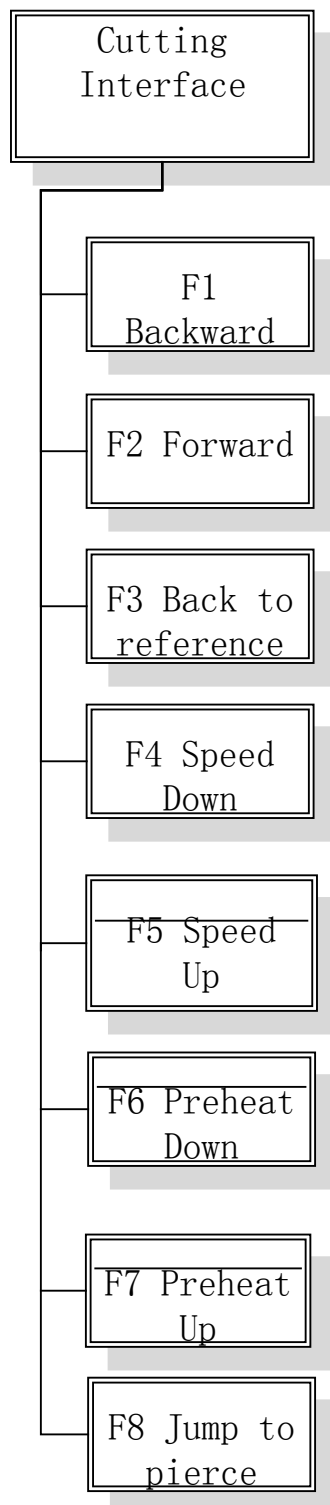 Cutting
Interface
F1
Backward
F2 Forward
F3 Back to
reference
F4 Speed
Down
F5 Speed
Up
F6 Preheat
Down
F7 Preheat
Up
F8 Jump to
pierce